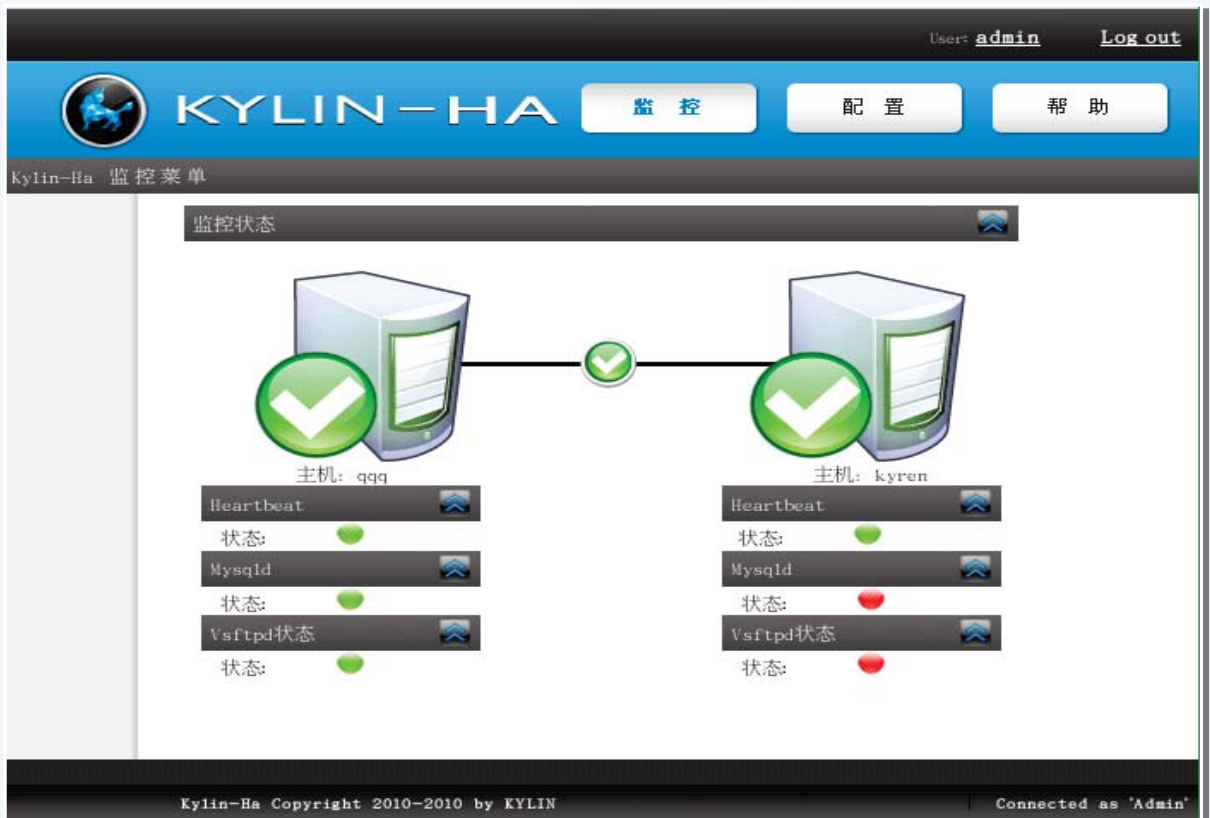 User: admin Log out
KYLIN-HA 监 控 配 置 帮 助
Kylin-Ha 监控菜单
监控状态
主机: qqq 主机: kyren
Heartbeat Heartbeat
状态: 状态:
Mysqld Mysqld
状态: 状态:
Vsftpd状态 Vsftpd状态
状态: 状态:
Kylin-Ha Copyright 2010-2010 by KYLIN Connected as 'Admin'